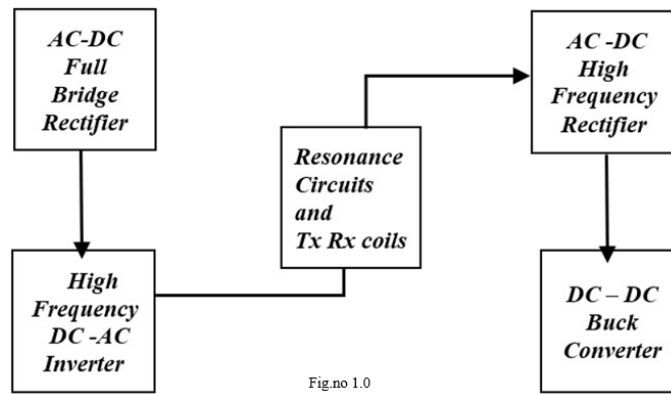 AC-DC
Full
Bridge
Rectifier
High
Frequency
DC -AC
Inverter
Resonance
Circuits
and
Tx Rx coils
AC -DC
High
Frequency
Rectifier
DC – DC
Buck
Converter
Fig.no 1.0